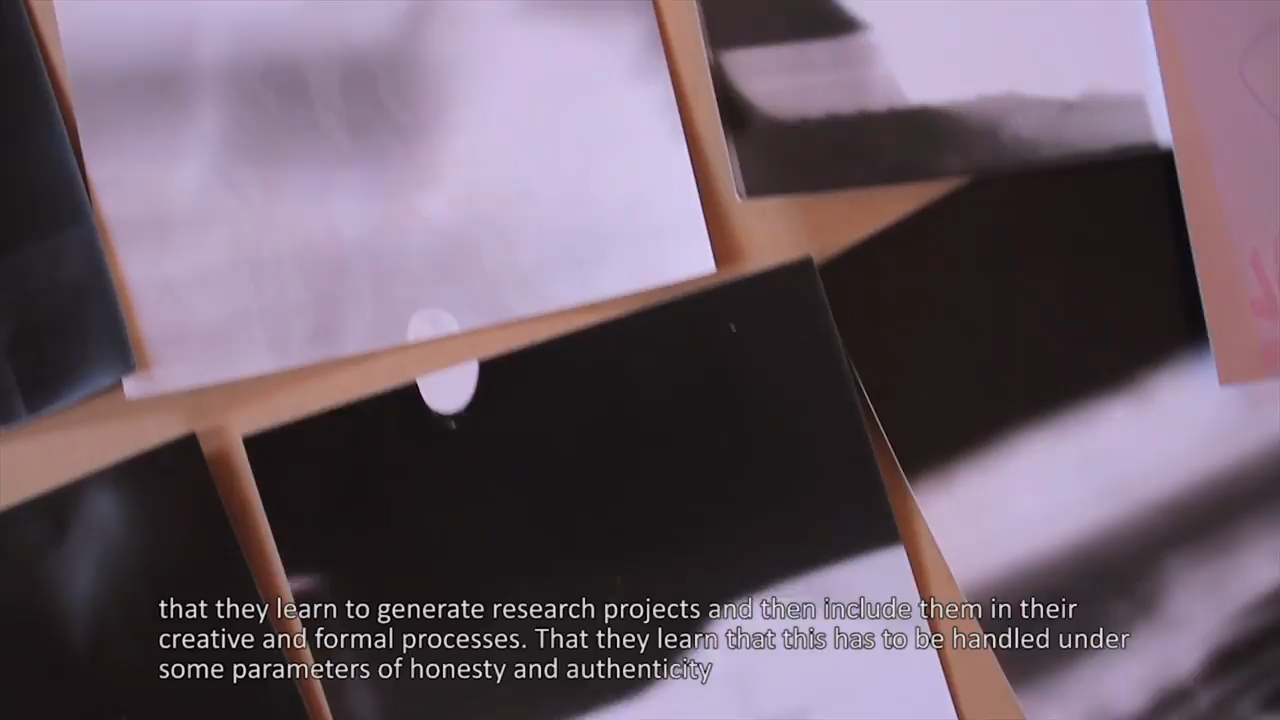 that they learn to generate research projects and then include them in their
creative and formal processes. That they learn that this has to be handled under
some parameters of honesty and authenticity